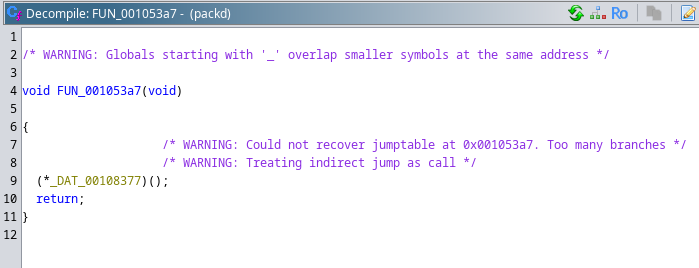 Decompile: FUN_001053a7 - (packd)
Ro
1
2 /* WARNING: Globals starting with '_' overlap smaller symbols at the same address */
3
4 void FUN_001053a7(void)
5
6 {
7 /* WARNING: Could not recover jumptable at 0x001053a7. Too many branches */
8 /* WARNING: Treating indirect jump as call */
9 (*_DAT_00108377)();
10 return;
11 }
12